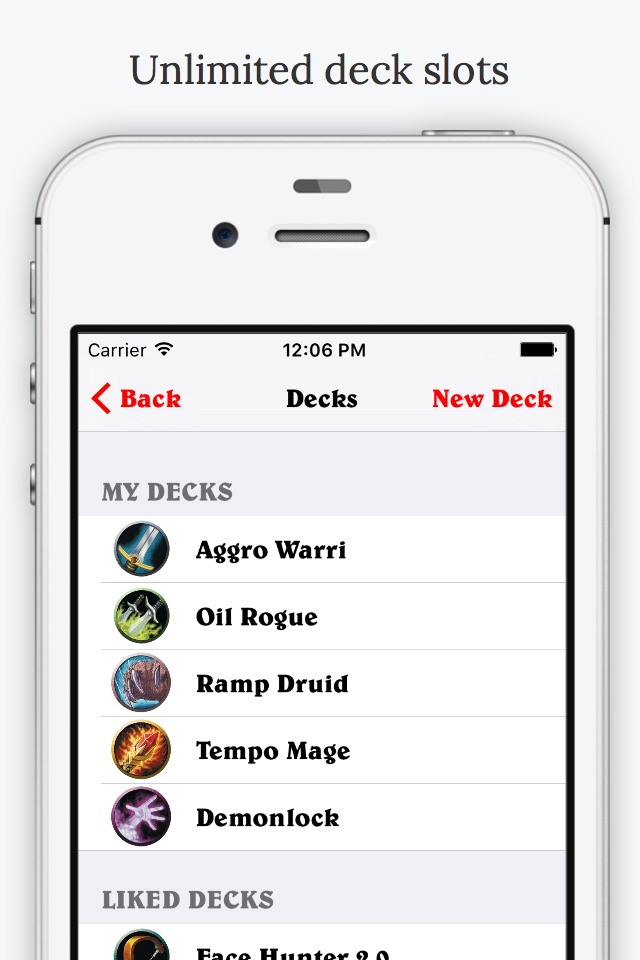 Unlimited deck slots
Carrier 12:06 PM
Back Decks New Deck
MY DECKS
Aggro Warri
Oil Rogue
Ramp Druid
Tempo Mage
Demonlock
LIKED DECKS
Face Hunter 2.0